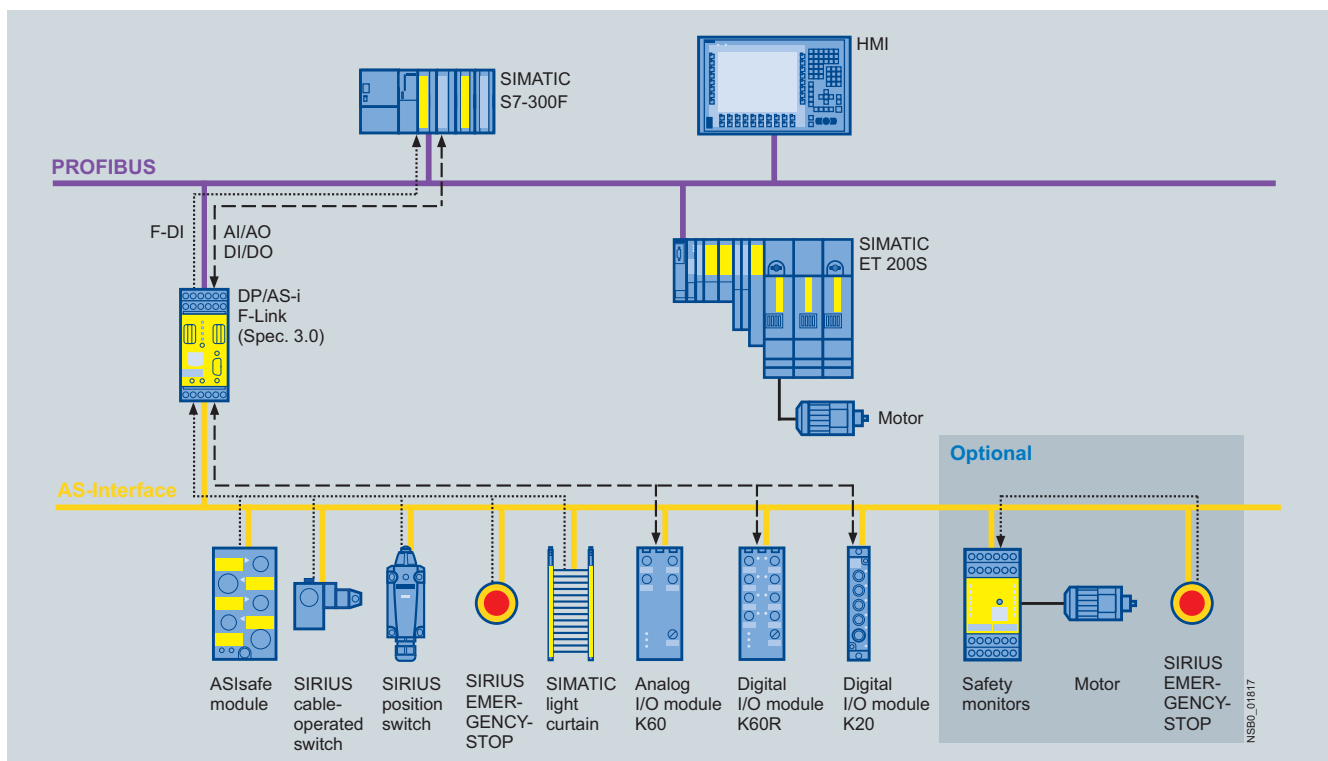 SIMATIC
S7-300F
HMI
PROFIBUS
F-DI
AI/AO
DI/DO
SIMATIC
ET 200S
DP/AS-i
F-Link
(Spec. 3.0)
Motor
Optional
AS-Interface
ASIsafe
module
SIRIUS
cable-
operated
switch
SIRIUS
position
switch
SIRIUS
EMER-
GENCY-
STOP
SIMATIC
light
curtain
Analog
I/O module
K60
Digital
I/O module
K60R
Digital
I/O module
K20
Safety
monitors
Motor
SIRIUS
EMER-
GENCY-
STOP
NSB0_01817